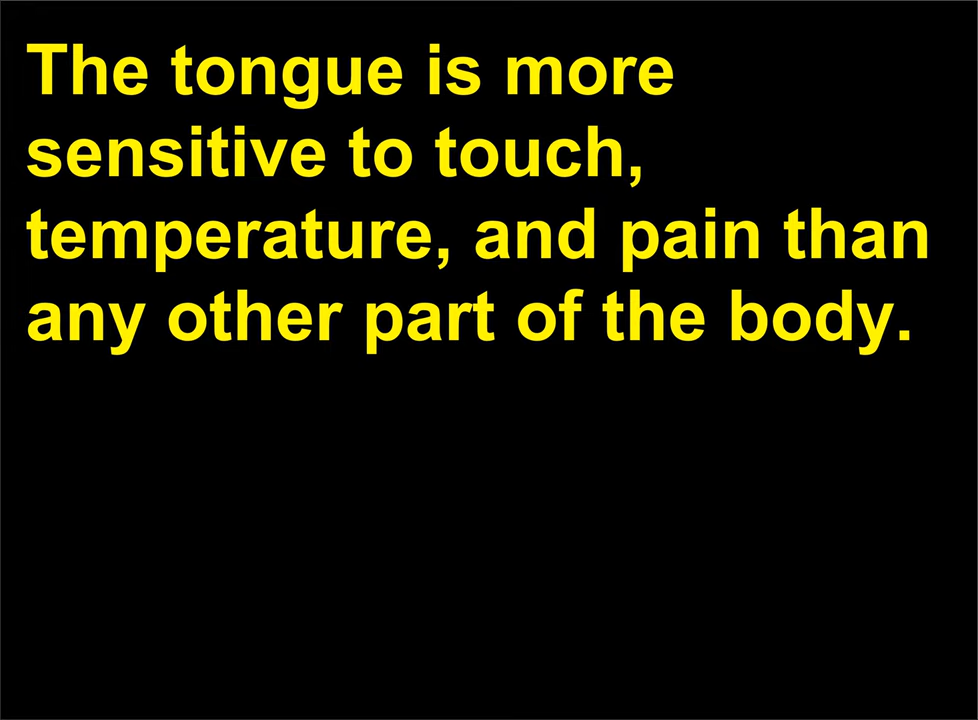 The tongue is more
sensitive to touch,
temperature, and pain than
any other part of the body.